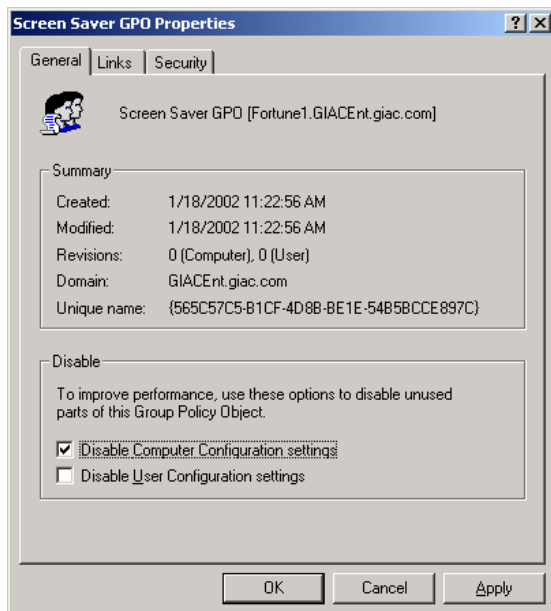 Screen Saver GPO Properties
General Links Security
Screen Saver GPO [Fortune1.GIACEnt.giac.com]
Summary
Created: 1/18/2002 11:22:56 AM
Modified: 1/18/2002 11:22:56 AM
Revisions: 0 (Computer), 0 (User)
Domain: GIACEnt.giac.com
Unique name: {565C57C5-B1CF-4D8B-BE1E-54B5BCCE897C}
Disable
To improve performance, use these options to disable unused
parts of this Group Policy Object.
Disable Computer Configuration settings
Disable User Configuration settings
OK Cancel Apply